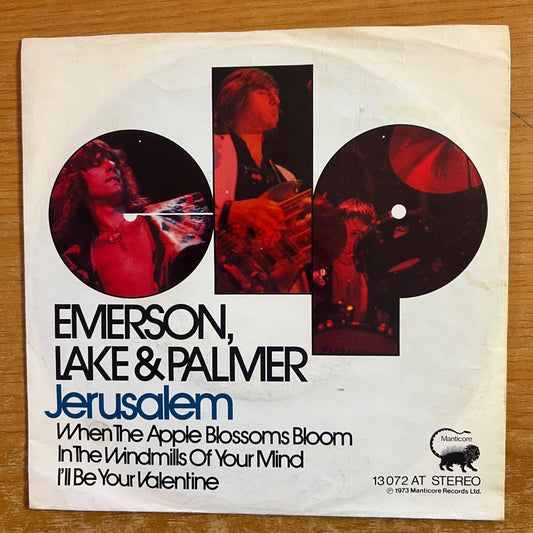 elp
EMERSON,
LAKE & PALMER
Jerusalem
When The Apple Blossoms Bloom
In The Windmills Of Your Mind
I'll Be Your Valentine
Manticore
13 072 AT STEREO
℗ 1973 Manticore Records Ltd.